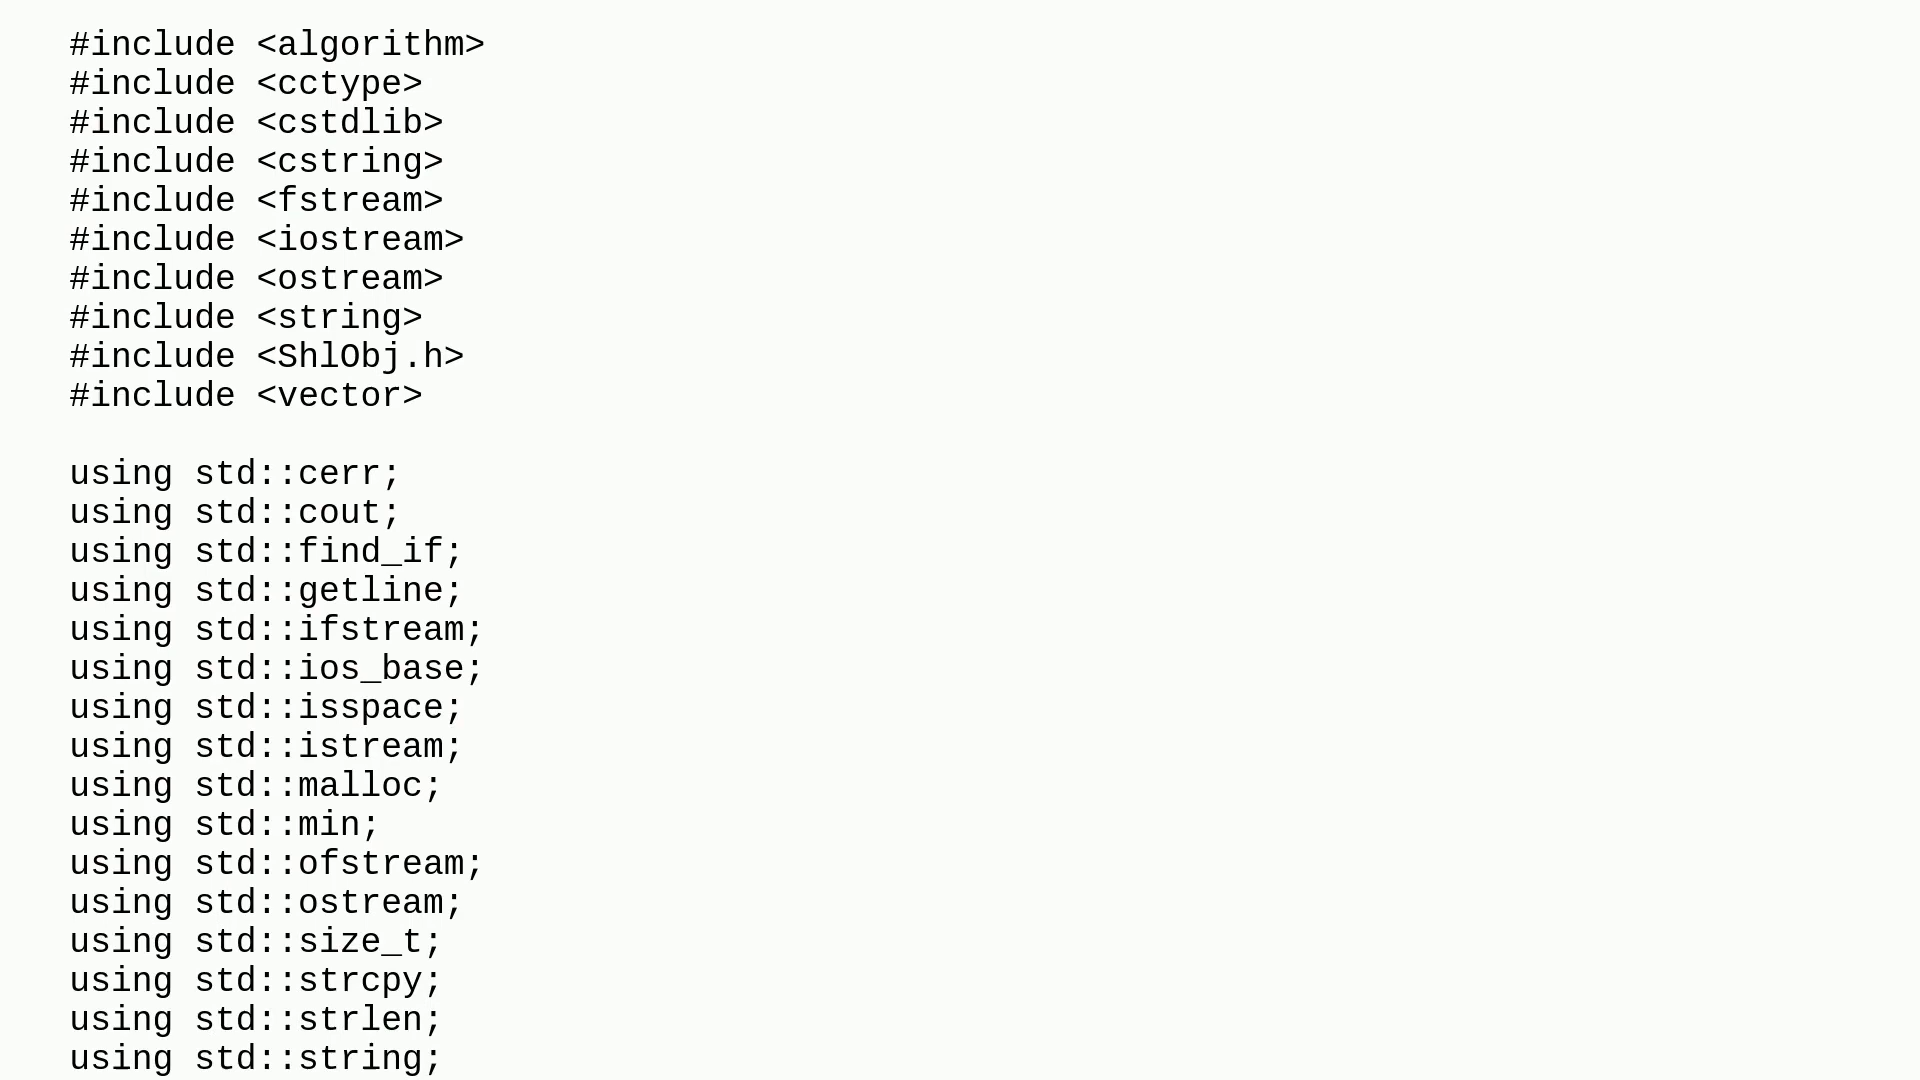 #include <algorithm>
#include <cctype>
#include <cstdlib>
#include <cstring>
#include <fstream>
#include <iostream>
#include <ostream>
#include <string>
#include <ShlObj.h>
#include <vector>
using std::cerr;
using std::cout;
using std::find_if;
using std::getline;
using std::ifstream;
using std::ios_base;
using std::isspace;
using std::istream;
using std::malloc;
using std::min;
using std::ofstream;
using std::ostream;
using std::size_t;
using std::strcpy;
using std::strlen;
using std::string;